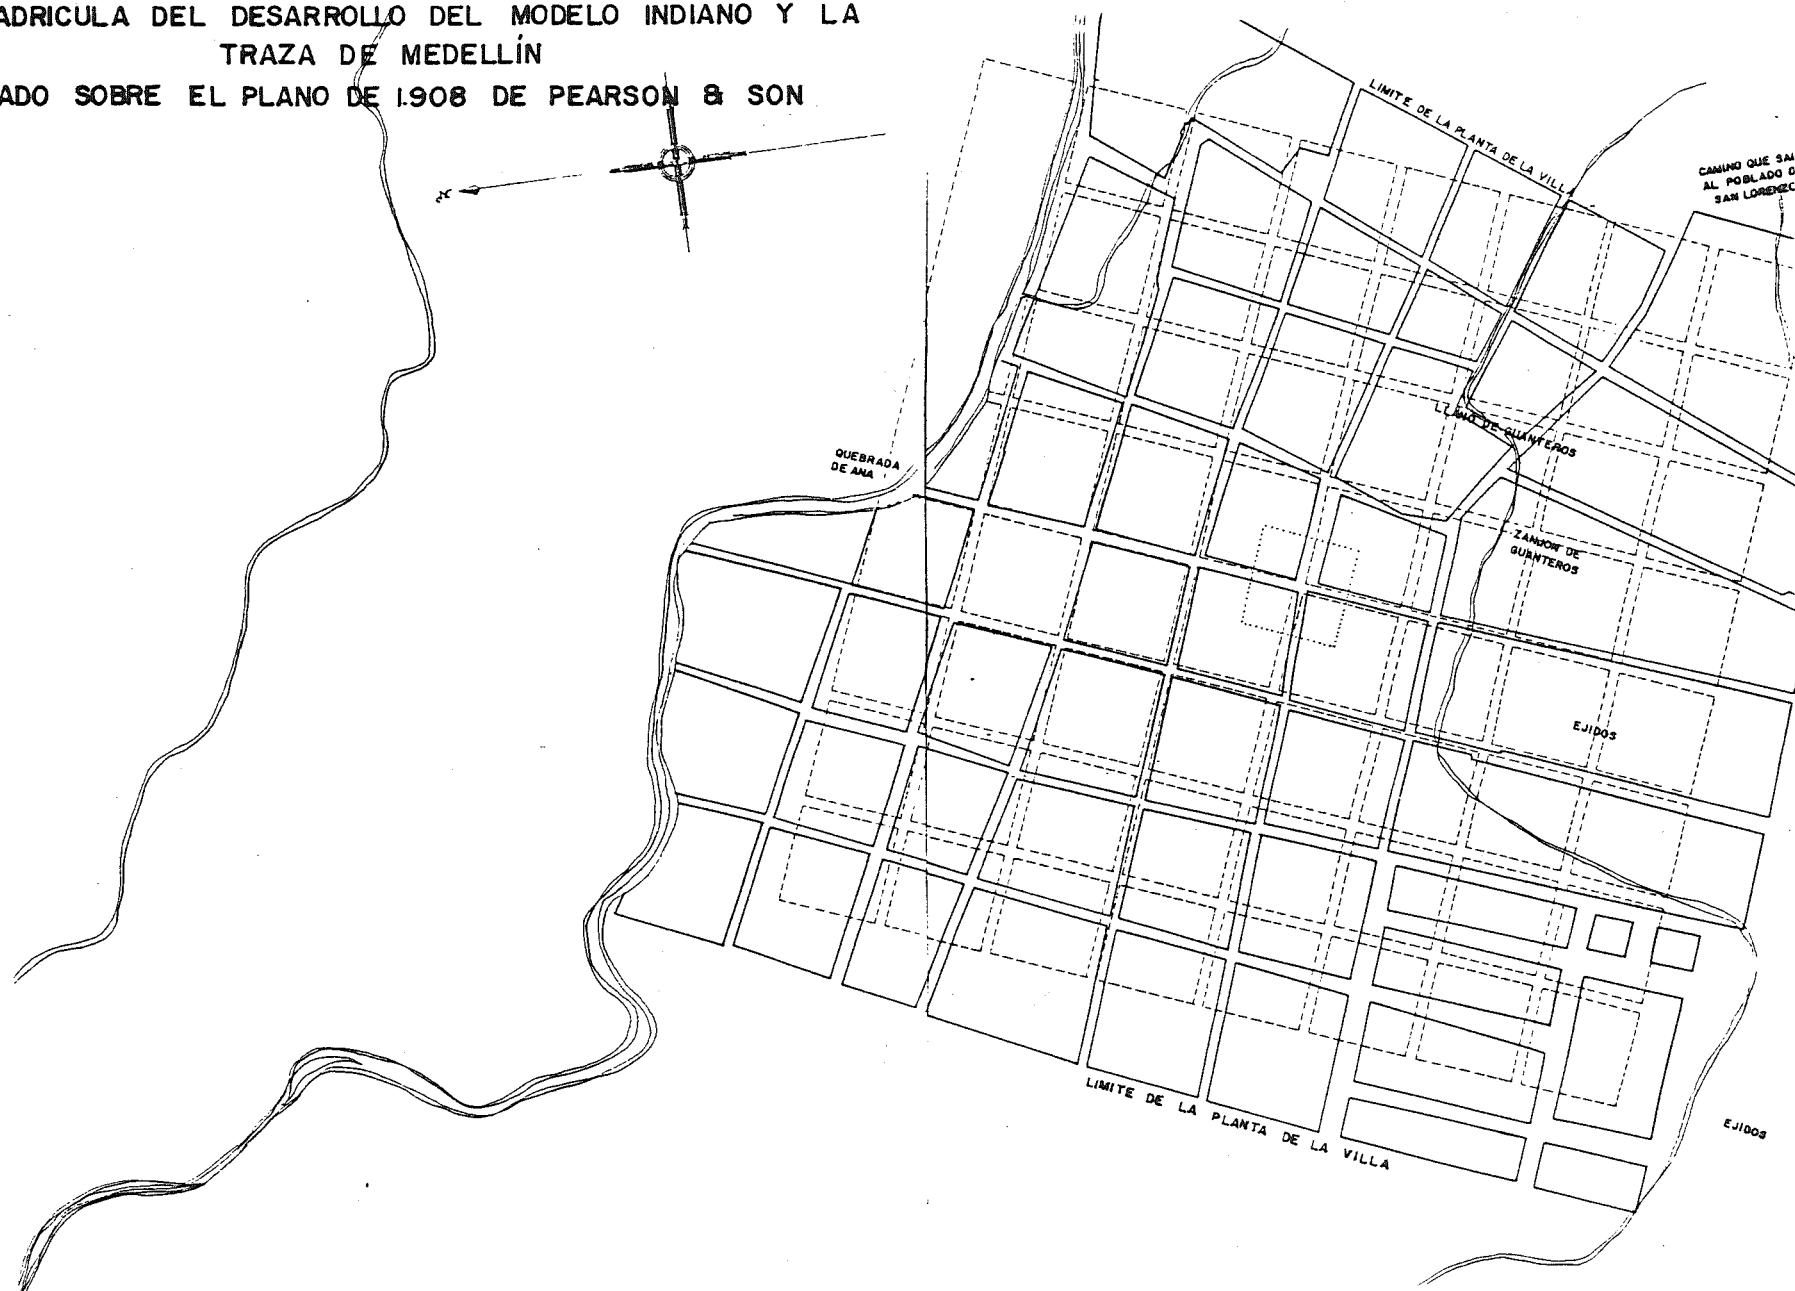 ADRICULA DEL DESARROLLO DEL MODELO INDIANO Y LA
TRAZA DE MEDELLÍN
ADO SOBRE EL PLANO DE 1.908 DE PEARSON & SON
LIMITE DE LA PLANTA DE LA VILLA
CAMINO QUE SAL
AL POBLADO D
SAN LORENZO
N
LLANO DE GUANTEROS
QUEBRADA
DE ANA
ZANJON DE
GUANTEROS
EJIDOS
LIMITE DE LA PLANTA DE LA VILLA
EJIDOS